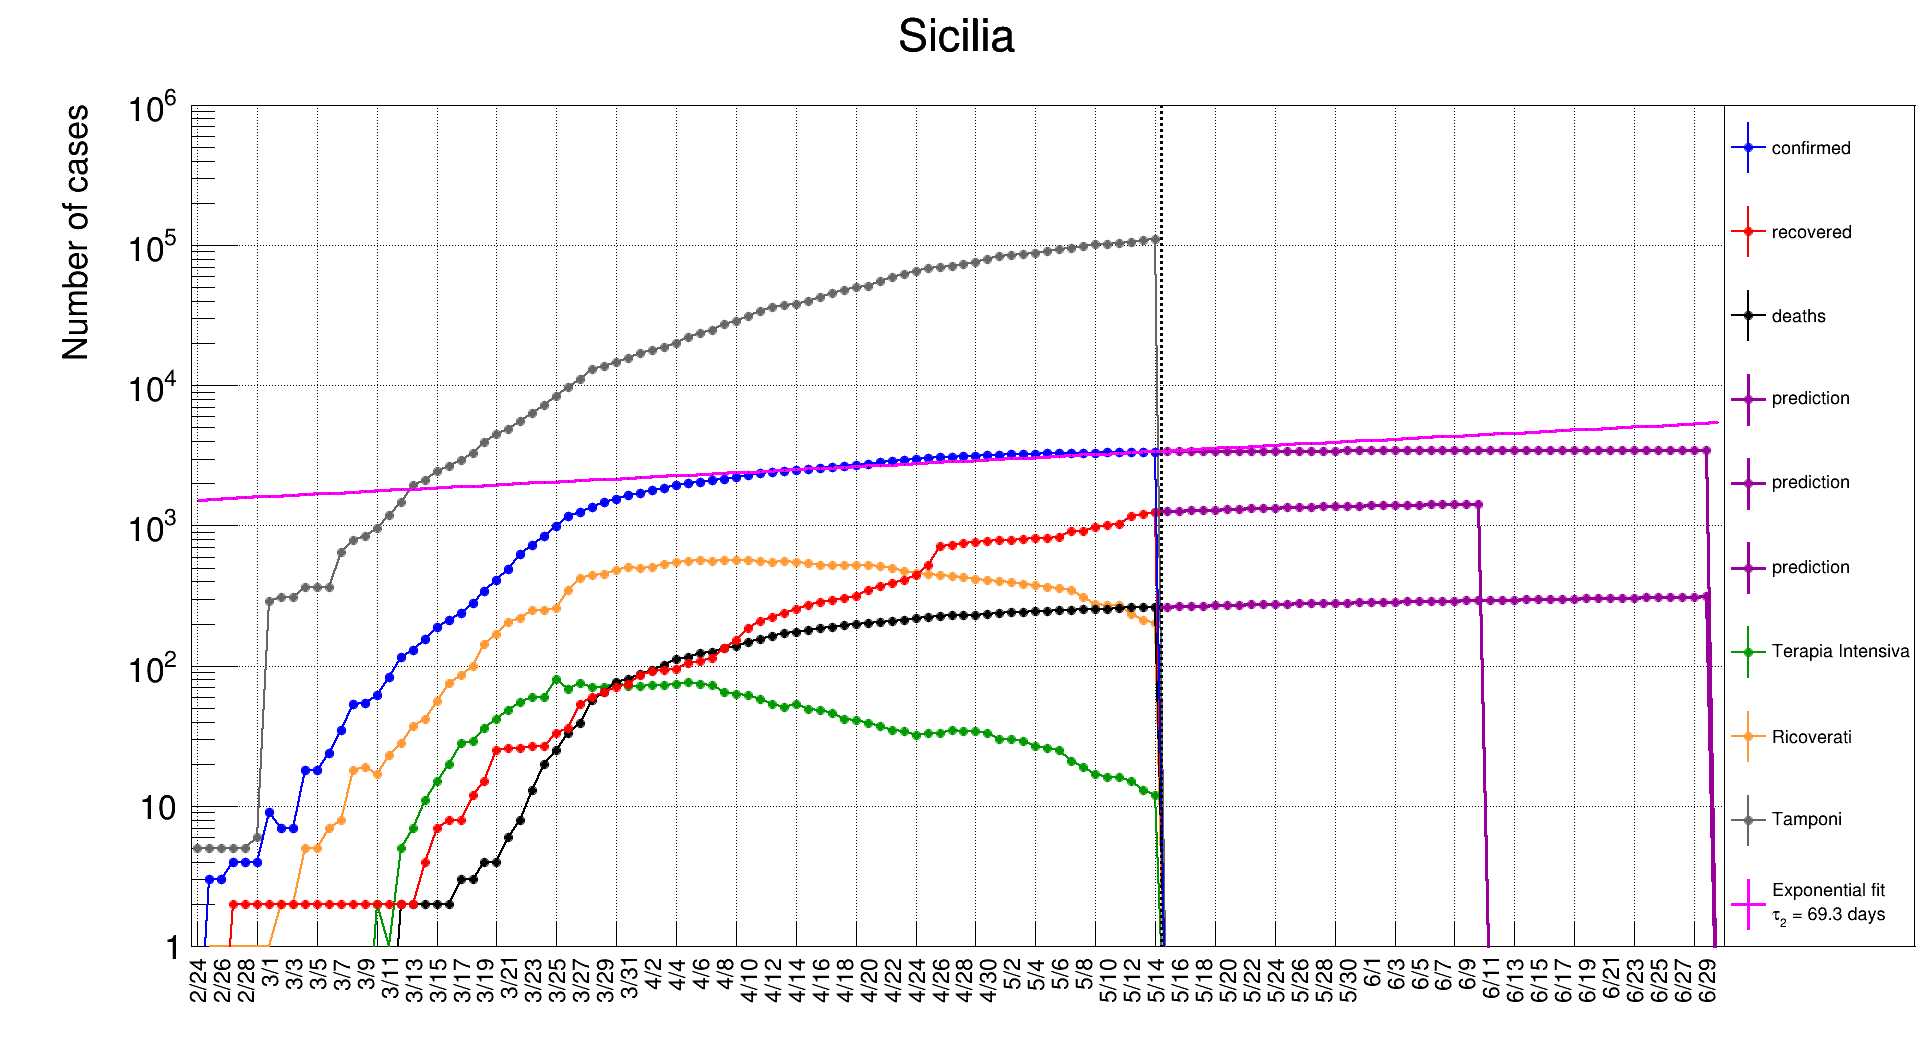 Sicilia
Number of cases
10^6
10^5
10^4
10^3
10^2
10
1
2/24 2/26 2/28 3/1 3/3 3/5 3/7 3/9 3/11 3/13 3/15 3/17 3/19 3/21 3/23 3/25 3/27 3/29 3/31 4/2 4/4 4/6 4/8 4/10 4/12 4/14 4/16 4/18 4/20 4/22 4/24 4/26 4/28 4/30 5/2 5/4 5/6 5/8 5/10 5/12 5/14 5/16 5/18 5/20 5/22 5/24 5/26 5/28 5/30 6/1 6/3 6/5 6/7 6/9 6/11 6/13 6/15 6/17 6/19 6/21 6/23 6/25 6/27 6/29
confirmed
recovered
deaths
prediction
prediction
prediction
Terapia Intensiva
Ricoverati
Tamponi
Exponential fit
τ₂ = 69.3 days